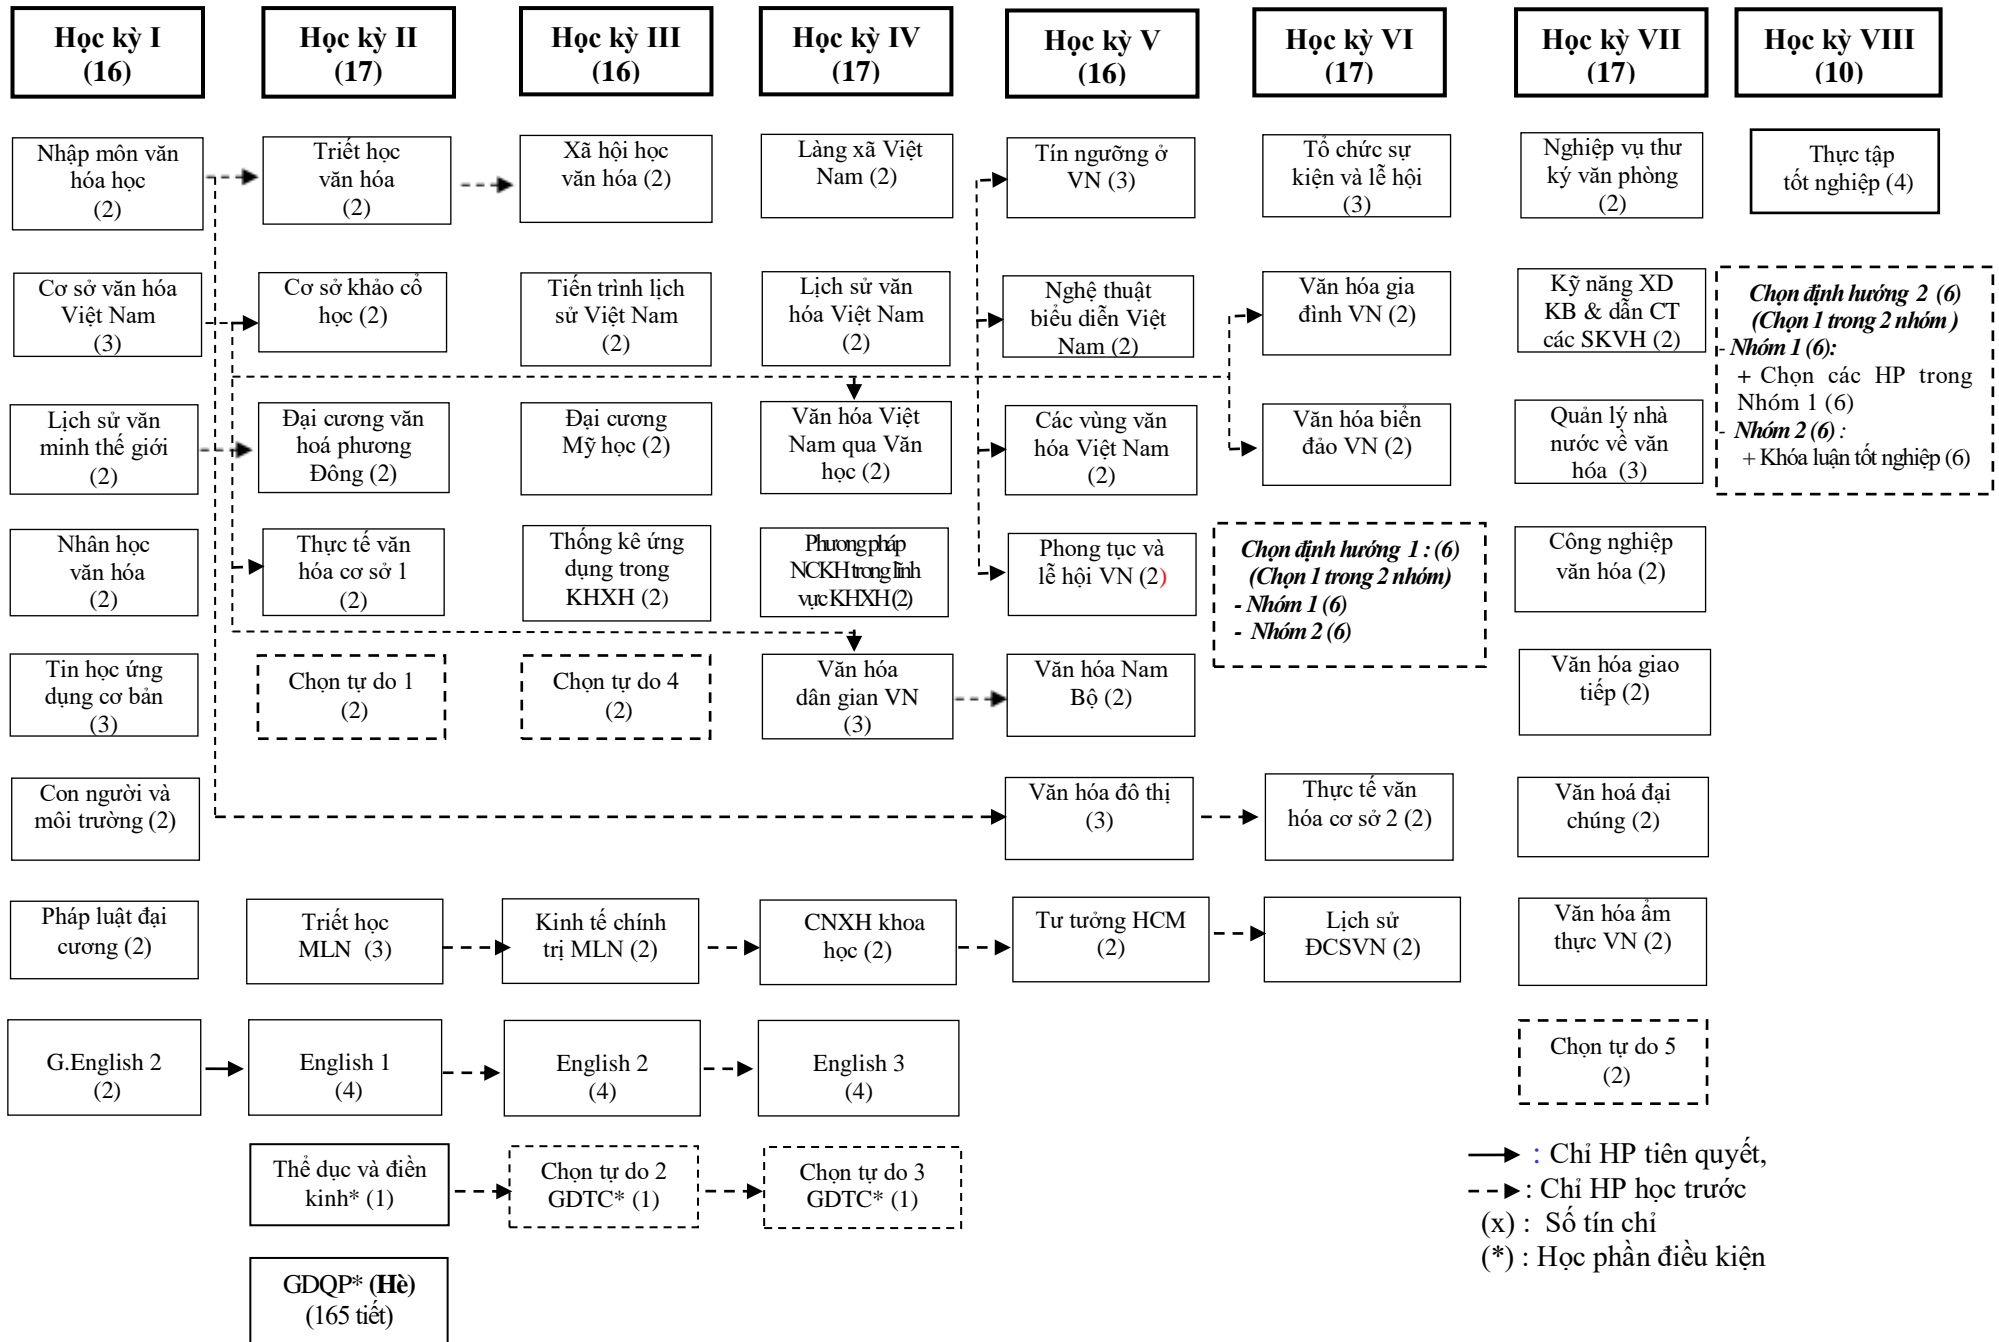 Học kỳ I
(16)
Học kỳ II
(17)
Học kỳ III
(16)
Học kỳ IV
(17)
Học kỳ V
(16)
Học kỳ VI
(17)
Học kỳ VII
(17)
Học kỳ VIII
(10)
Nhập môn văn
hóa học
(2)
Triết học
văn hóa
(2)
Xã hội học
văn hóa (2)
Làng xã Việt
Nam (2)
Tín ngưỡng ở
VN (3)
Tổ chức sự
kiện và lễ hội
(3)
Nghiệp vụ thư
ký văn phòng
(2)
Thực tập
tốt nghiệp (4)
Cơ sở văn hóa
Việt Nam
(3)
Cơ sở khảo cổ
học (2)
Tiến trình lịch
sử Việt Nam
(2)
Lịch sử văn
hóa Việt Nam
(2)
Nghệ thuật
biểu diễn Việt
Nam (2)
Văn hóa gia
đình VN (2)
Kỹ năng XD
KB & dẫn CT
các SKVH (2)
Chọn định hướng 2 (6)
(Chọn 1 trong 2 nhóm )
- Nhóm 1 (6):
+ Chọn các HP trong
Nhóm 1 (6)
- Nhóm 2 (6) :
+ Khóa luận tốt nghiệp (6)
Lịch sử văn
minh thế giới
(2)
Đại cương văn
hoá phương
Đông (2)
Đại cương
Mỹ học (2)
Văn hóa Việt
Nam qua Văn
học (2)
Các vùng văn
hóa Việt Nam
(2)
Văn hóa biển
đảo VN (2)
Quản lý nhà
nước về văn
hóa (3)
Nhân học
văn hóa
(2)
Thực tế văn
hóa cơ sở 1
(2)
Thống kê ứng
dụng trong
KHXH (2)
Phương pháp
NCKH trong lĩnh
vực KHXH (2)
Phong tục và
lễ hội VN (2)
Chọn định hướng 1 : (6)
(Chọn 1 trong 2 nhóm)
- Nhóm 1 (6)
- Nhóm 2 (6)
Công nghiệp
văn hóa (2)
Tin học ứng
dụng cơ bản
(3)
Chọn tự do 1
(2)
Chọn tự do 4
(2)
Văn hóa
dân gian VN
(3)
Văn hóa Nam
Bộ (2)
Văn hóa giao
tiếp (2)
Con người và
môi trường (2)
Văn hóa đô thị
(3)
Thực tế văn
hóa cơ sở 2 (2)
Văn hoá đại
chúng (2)
Pháp luật đại
cương (2)
Triết học
MLN (3)
Kinh tế chính
trị MLN (2)
CNXH khoa
học (2)
Tư tưởng HCM
(2)
Lịch sử
ĐCSVN (2)
Văn hóa ẩm
thực VN (2)
G.English 2
(2)
English 1
(4)
English 2
(4)
English 3
(4)
Chọn tự do 5
(2)
Thể dục và điền
kinh* (1)
Chọn tự do 2
GDTC* (1)
Chọn tự do 3
GDTC* (1)
GDQP* (Hè)
(165 tiết)
: Chỉ HP tiên quyết,
: Chỉ HP học trước
(x) : Số tín chỉ
(*) : Học phần điều kiện